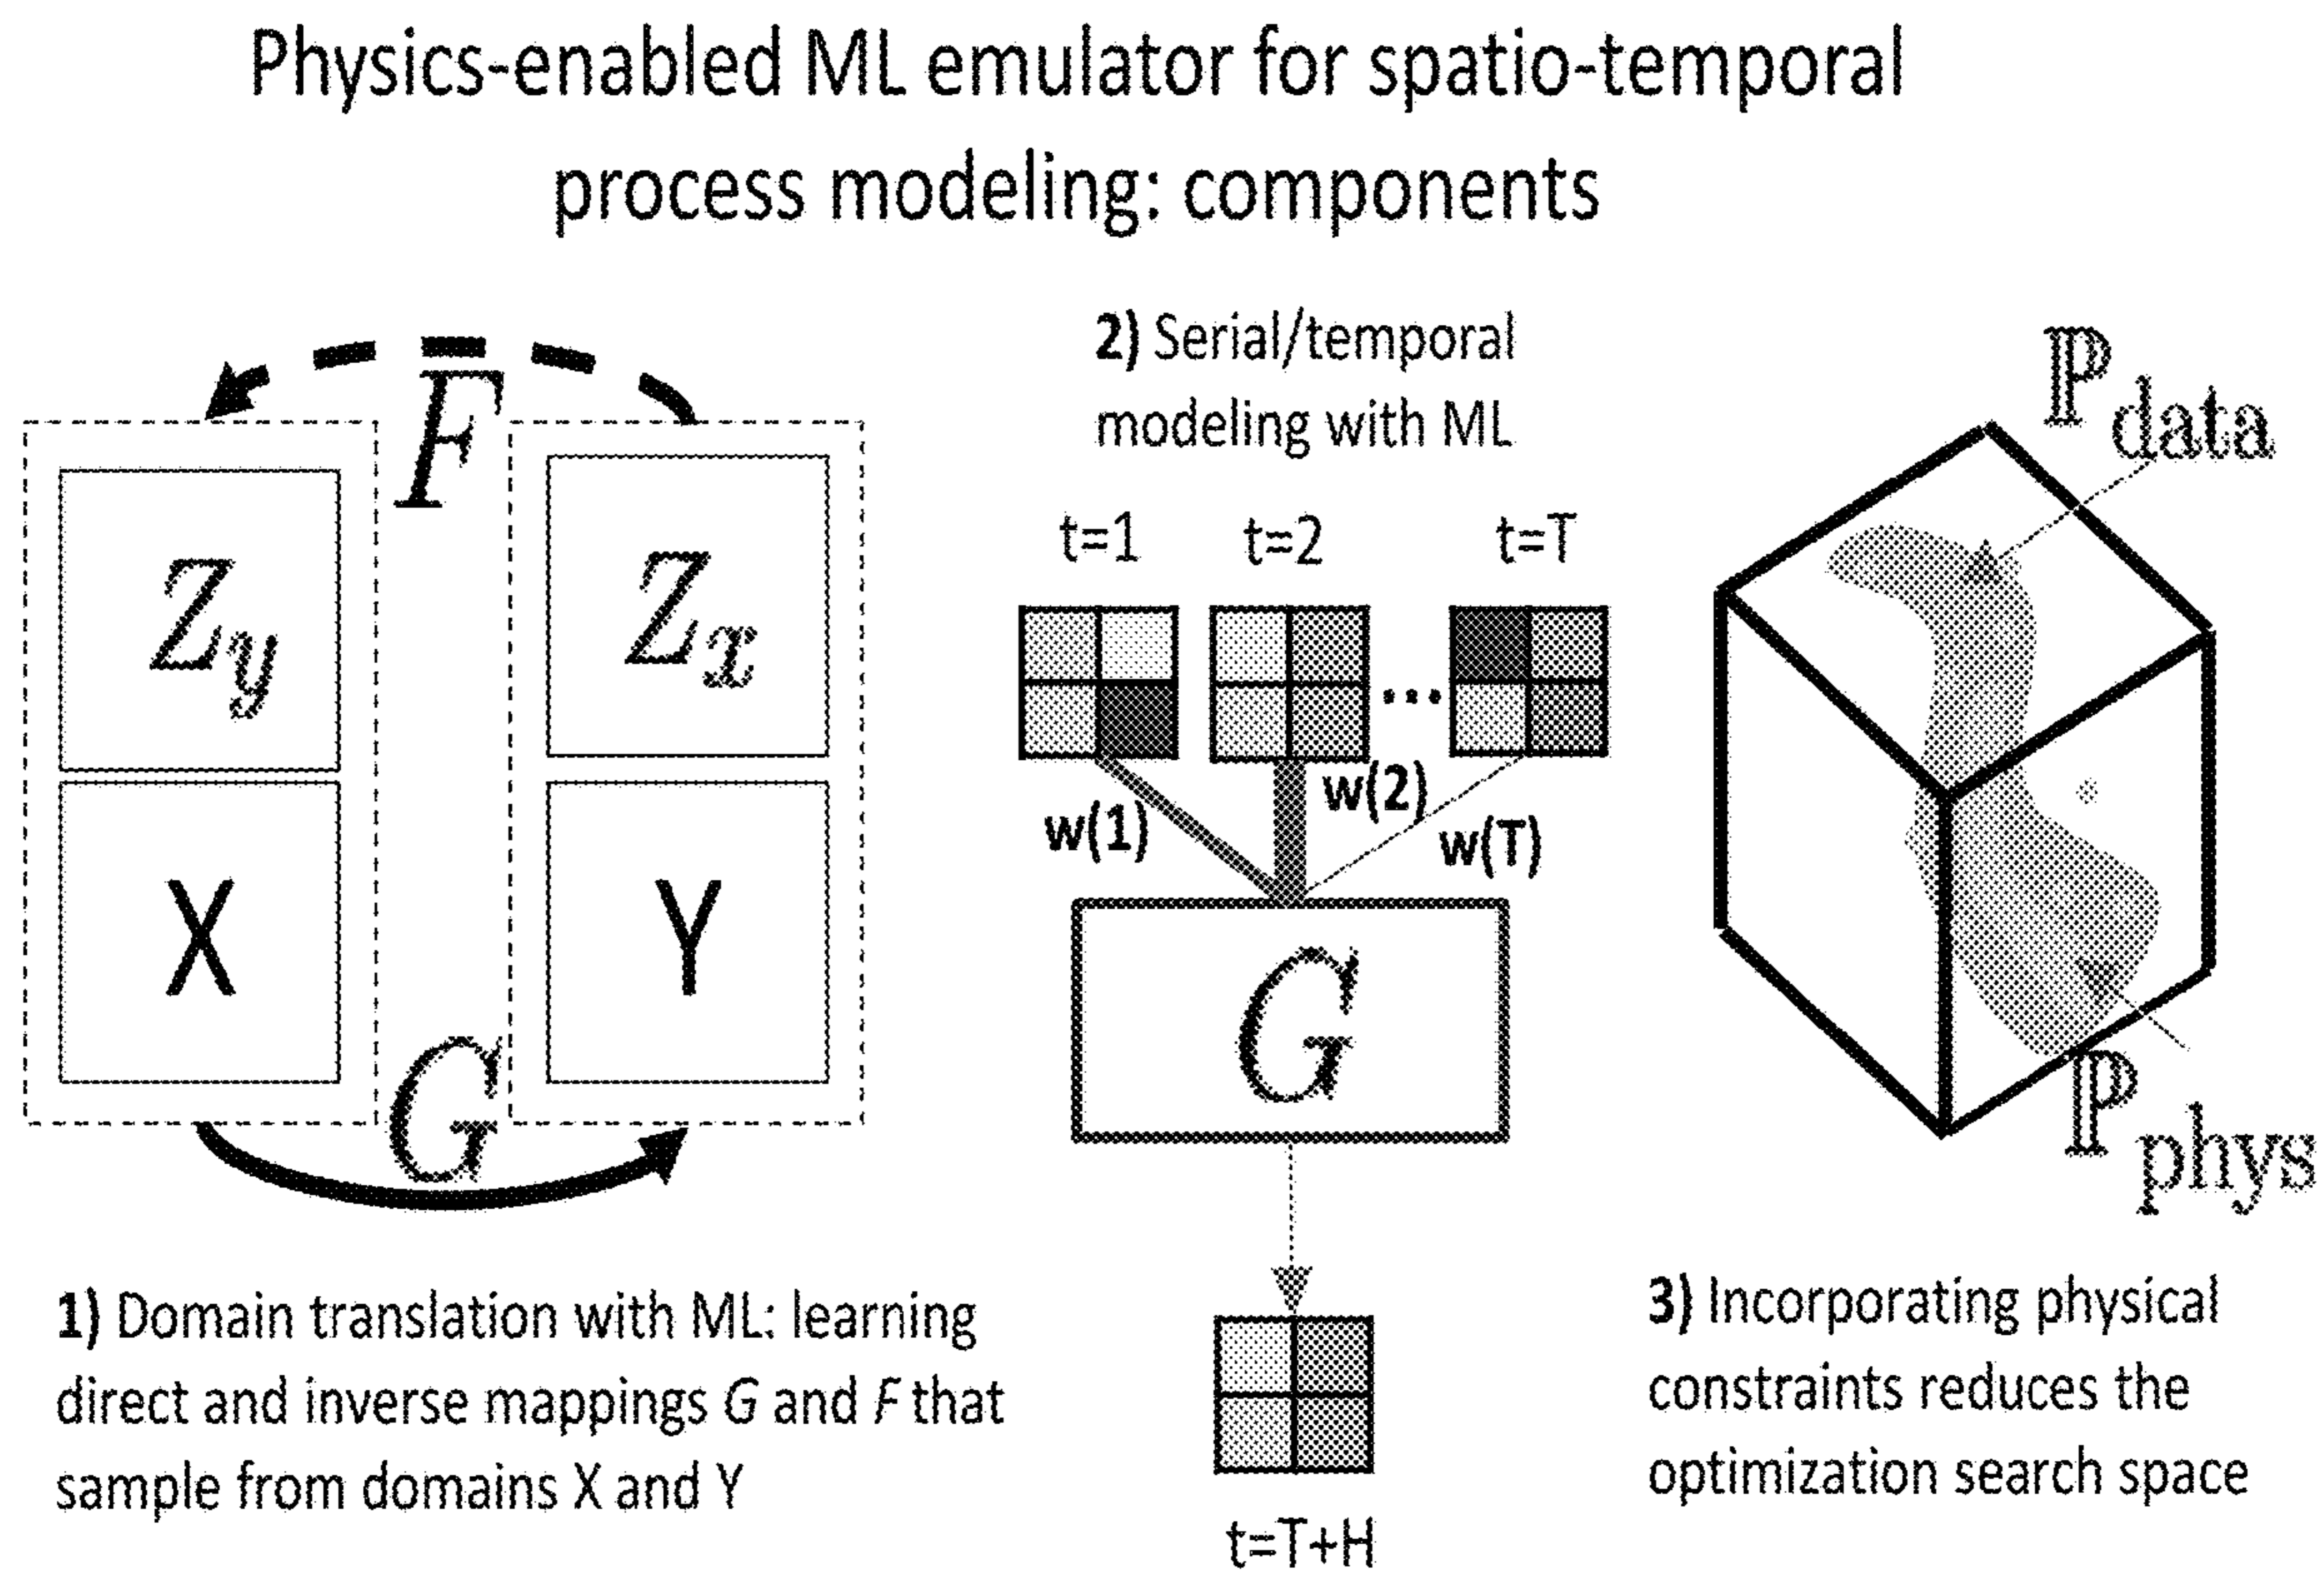 Physics-enabled ML emulator for spatio-temporal
process modeling: components
F
Z_y
Z_x
X
Y
G
1) Domain translation with ML: learning
direct and inverse mappings G and F that
sample from domains X and Y
2) Serial/temporal
modeling with ML
t=1 t=2 t=T
...
w(1) w(2) w(T)
G
t=T+H
ℙ_data
ℙ_phys
3) Incorporating physical
constraints reduces the
optimization search space